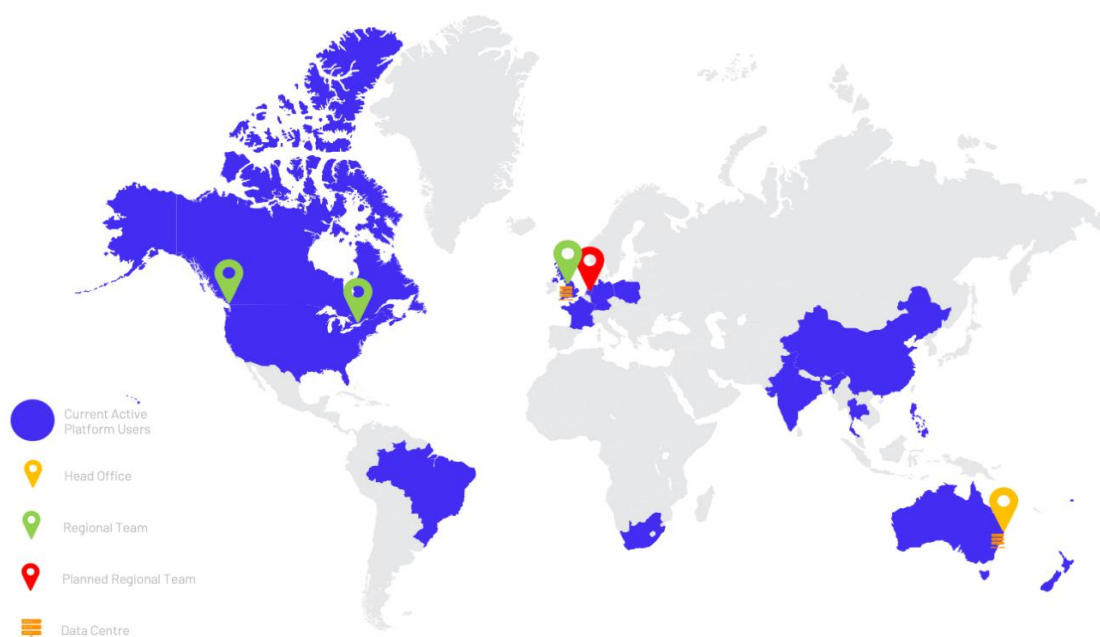 Current Active
Platform Users
Head Office
Regional Team
Planned Regional Team
Data Centre